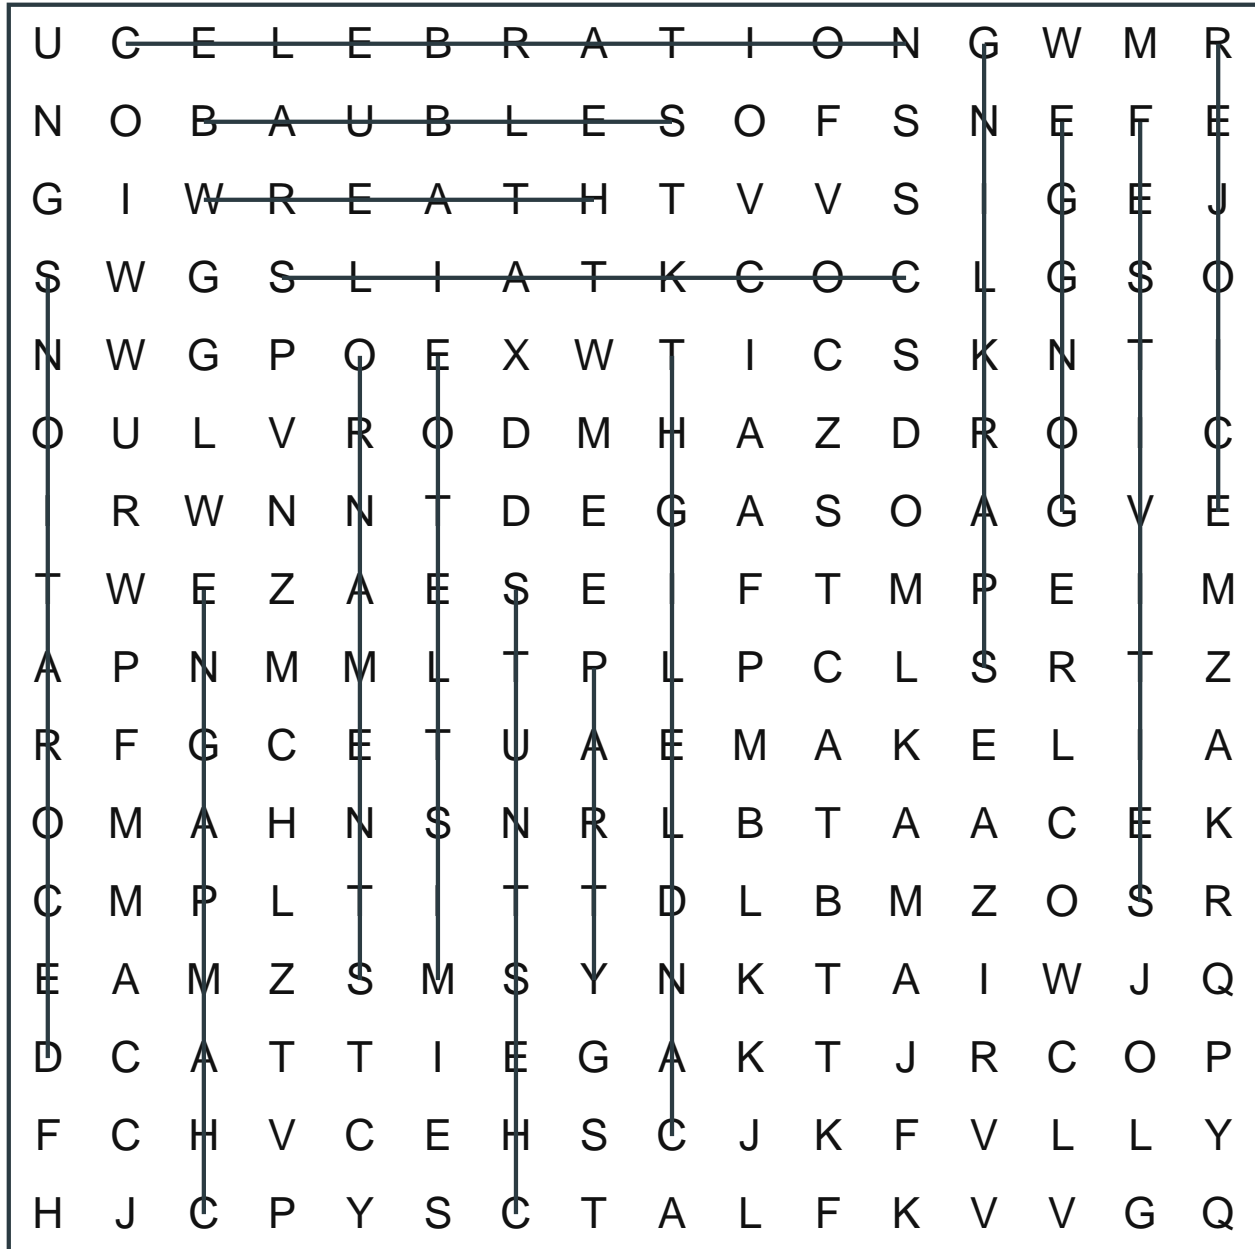 U C E L E B R A T I O N G W M R
N O B A U B L E S O F S N E F E
G I W R E A T H T V V S I G E J
S W G S L I A T K C O C L G S O
N W G P O E X W T I C S K N T I
O U L V R O D M H A Z D R O I C
I R W N N T D E G A S O A G V E
T W E Z A E S E I F T M P E I M
A P N M M L T P L P C L S R T Z
R F G C E T U A E M A K E L I A
O M A H N S N R L B T A A C E K
C M P L T I T T D L B M Z O S R
E A M Z S M S Y N K T A I W J Q
D C A T T I E G A K T J R C O P
F C H V C E H S C J K F V L L Y
H J C P Y S C T A L F K V V G Q